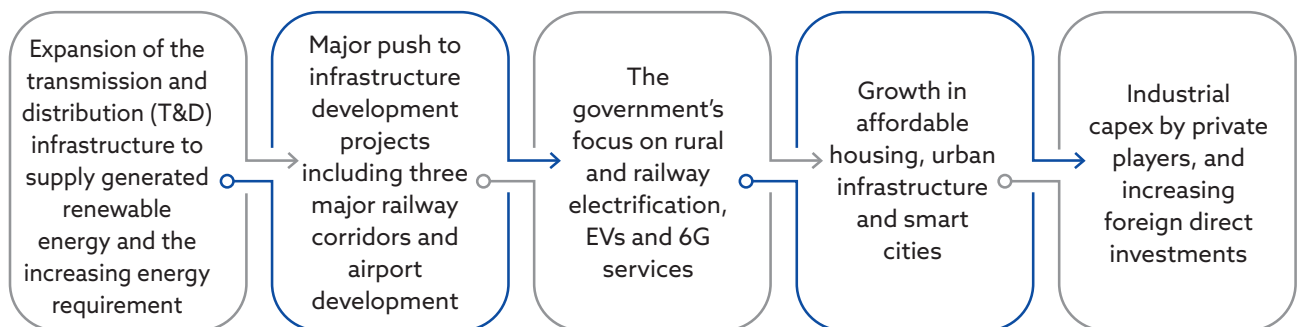 Expansion of the
transmission and
distribution (T&D)
infrastructure to
supply generated
renewable
energy and the
increasing energy
requirement
Major push to
infrastructure
development
projects
including three
major railway
corridors and
airport
development
The
government’s
focus on rural
and railway
electrification,
EVs and 6G
services
Growth in
affordable
housing, urban
infrastructure
and smart
cities
Industrial
capex by private
players, and
increasing
foreign direct
investments